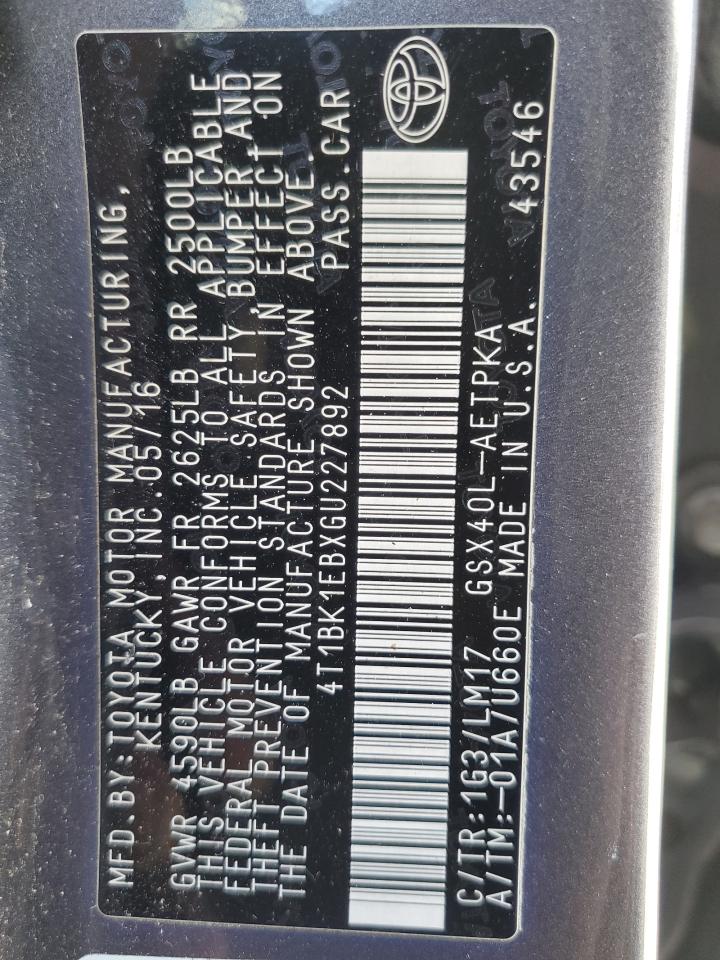 MFD.BY:TOYOTA MOTOR MANUFACTURING,
KENTUCKY,INC.05/16
GVWR 4590LB GAWR FR 2625LB RR 2500LB
THIS VEHICLE CONFORMS TO ALL APPLICABLE
FEDERAL MOTOR VEHICLE SAFETY,BUMPER AND
THEFT PREVENTION STANDARDS IN EFFECT ON
THE DATE OF MANUFACTURE SHOWN ABOVE.
4T1BK1EBXGU227892 PASS.CAR
C/TR:1G3/LM17 GSX40L-AETPKA
A/TM:-01A/U660E MADE IN U.S.A. 43546